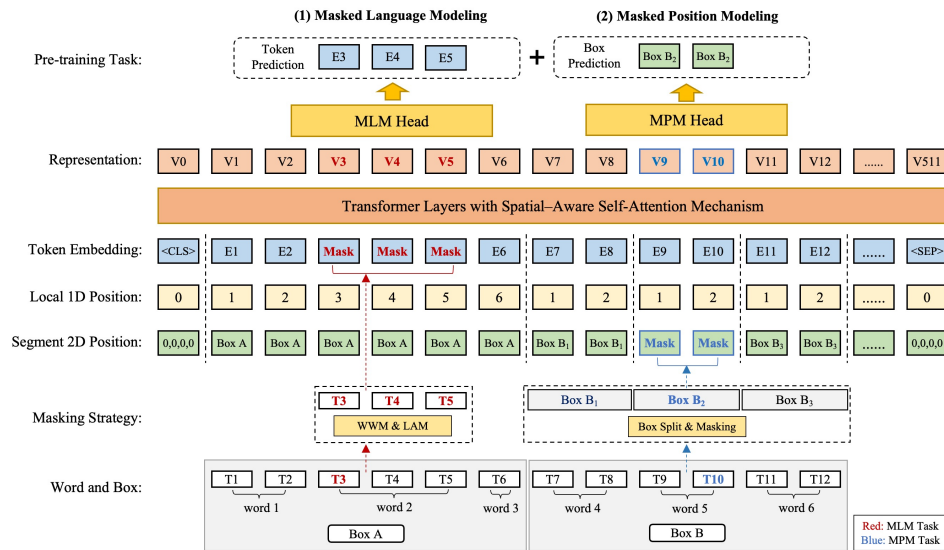 (1) Masked Language Modeling (2) Masked Position Modeling
Pre-training Task: Token Prediction E3 E4 E5 + Box Prediction Box B₂ Box B₂
MLM Head MPM Head
Representation: V0 V1 V2 V3 V4 V5 V6 V7 V8 V9 V10 V11 V12 ...... V511
Transformer Layers with Spatial–Aware Self-Attention Mechanism
Token Embedding: <CLS> E1 E2 Mask Mask Mask E6 E7 E8 E9 E10 E11 E12 ...... <SEP>
Local 1D Position: 0 1 2 3 4 5 6 1 2 1 2 1 2 ...... 0
Segment 2D Position: 0,0,0,0 Box A Box A Box A Box A Box A Box A Box B₁ Box B₁ Mask Mask Box B₃ Box B₃ ...... 0,0,0,0
T3 T4 T5 Box B₁ Box B₂ Box B₃
Masking Strategy: WWM & LAM Box Split & Masking
Word and Box: T1 T2 T3 T4 T5 T6 T7 T8 T9 T10 T11 T12
word 1 word 2 word 3 word 4 word 5 word 6
Box A Box B
Red: MLM Task
Blue: MPM Task